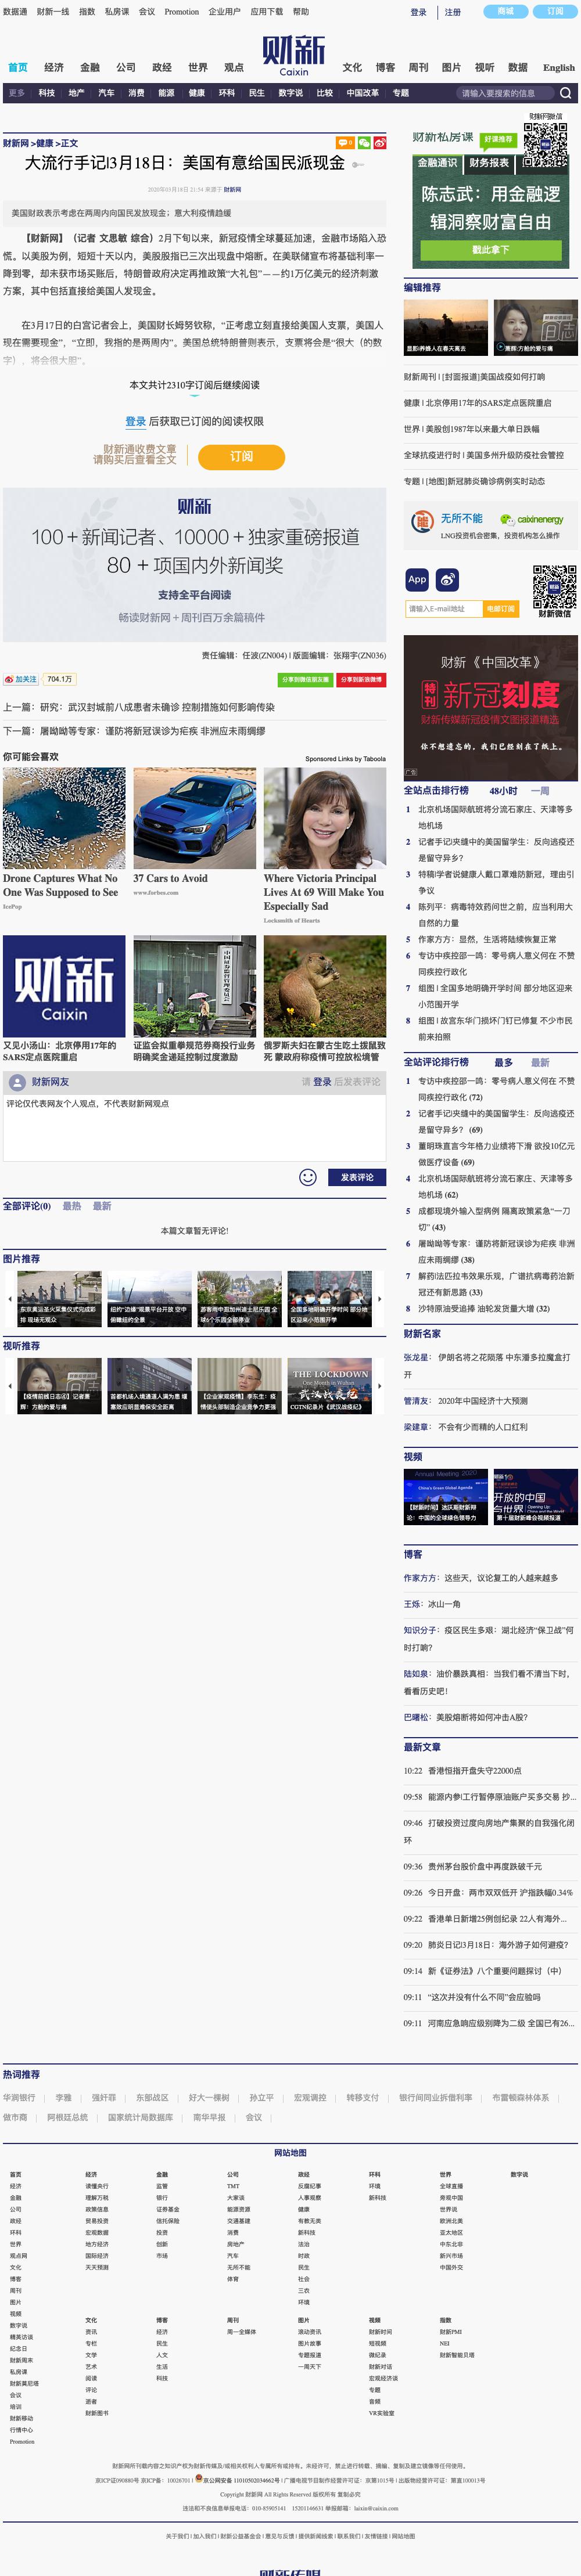 数据通 财新一线 指数 私房课 会议 Promotion 企业用户 应用下载 帮助
登录 注册 商城 订阅
首页 经济 金融 公司 政经 世界 观点 财新 Caixin 文化 博客 周刊 图片 视听 数据 English
更多 科技 地产 汽车 消费 能源 健康 环科 民生 数字说 比较 中国改革 专题 请输入要搜索的信息
财新网 >健康 >正文
大流行手记|3月18日：美国有意给国民派现金
2020年03月18日 21:54 来源于 财新网
美国财政表示考虑在两周内向国民发放现金；意大利疫情趋缓
【财新网】（记者 文思敏 综合）2月下旬以来，新冠疫情全球蔓延加速，金融市场陷入恐
慌。以美股为例，短短十天以内，美股股指已三次出现盘中熔断。在美联储宣布将基础利率一
降到零，却未获市场买账后，特朗普政府决定再推政策“大礼包”——约1万亿美元的经济刺激
方案，其中包括直接给美国人发现金。
在3月17日的白宫记者会上，美国财长姆努钦称，“正考虑立刻直接给美国人支票，美国人
现在需要现金”，“立即，我指的是两周内”。美国总统特朗普则表示，支票将会是“很大（的数
字），将会很大胆”。
本文共计2310字订阅后继续阅读
登录 后获取已订阅的阅读权限
财新通收费文章
请购买后查看全文
订阅
财新
100+新闻记者、10000+独家重磅报道
80+项国内外新闻奖
支持全平台阅读
畅读财新网+周刊百万余篇稿件
责任编辑：任波(ZN004) | 版面编辑：张翔宇(ZN036)
加关注 704.1万 分享到微信朋友圈 分享到新浪微博
上一篇：研究：武汉封城前八成患者未确诊 控制措施如何影响传染
下一篇：屠呦呦等专家：谨防将新冠误诊为疟疾 非洲应未雨绸缪
你可能会喜欢 Sponsored Links by Taboola
Drone Captures What No
One Was Supposed to See
IcePop
37 Cars to Avoid
www.forbes.com
Where Victoria Principal
Lives At 69 Will Make You
Especially Sad
Locksmith of Hearts
财新
Caixin
又见小汤山：北京停用17年的
SARS定点医院重启
证监会拟重拳规范券商投行业务
明确奖金递延控制过度激励
俄罗斯夫妇在蒙古生吃土拨鼠致
死 蒙政府称疫情可控放松境管
财新网友 请 登录 后发表评论
评论仅代表网友个人观点，不代表财新网观点
发表评论
全部评论(0) 最热 最新
本篇文章暂无评论!
图片推荐
东京奥运圣火采集仪式完成彩
排 现场无观众
纽约“边缘”观景平台开放 空中
俯瞰纽约全景
游客雨中逛加州迪士尼乐园 全
球6个乐园全部停业
全国多地明确开学时间 部分地
区迎来小范围开学
视听推荐
【疫情前线日志④】记者萧
辉：方舱的爱与痛
首都机场入境通道人满为患 堰
塞效应明显难保安全距离
【企业家观疫情】李东生：疫
情使头部制造企业竞争力更强
THE LOCKDOWN
武汉战疫纪
CGTN纪录片《武汉战疫纪》
财新网微信
财新私房课 好课推荐
金融通识 财务报季
陈志武：用金融逻
辑洞察财富自由
戳此拿下
编辑推荐
显影|养蜂人在春天离去
萧辉:方舱的爱与痛
财新周刊 | [封面报道]美国战疫如何打响
健康 | 北京停用17年的SARS定点医院重启
世界 | 美股创1987年以来最大单日跌幅
全球抗疫进行时 | 美国多州升级防疫社会管控
专题 | [地图]新冠肺炎确诊病例实时动态
无所不能 caixinenergy
LNG投资机会密集，投资机构怎么操作
App
请输入E-mail地址 电邮订阅
财新微信
财新《中国改革》
特刊 新冠刻度
财新传媒新冠疫情文图报道精选
你不想遗忘的，我们已经刻在了纸上。
广告
全站点击排行榜 48小时 一周
1 北京机场国际航班将分流石家庄、天津等多
地机场
2 记者手记|夹缝中的美国留学生：反向逃疫还
是留守异乡？
3 特稿|学者说健康人戴口罩难防新冠，理由引
争议
4 陈列平：病毒特效药问世之前，应当利用大
自然的力量
5 作家方方：显然，生活将陆续恢复正常
6 专访中疾控邵一鸣：零号病人意义何在 不赞
同疾控行政化
7 组图 | 全国多地明确开学时间 部分地区迎来
小范围开学
8 组图 | 故宫东华门损坏门钉已修复 不少市民
前来拍照
全站评论排行榜 最多 最新
1 专访中疾控邵一鸣：零号病人意义何在 不赞
同疾控行政化 (72)
2 记者手记|夹缝中的美国留学生：反向逃疫还
是留守异乡？ (69)
3 董明珠直言今年格力业绩将下滑 欲投10亿元
做医疗设备 (69)
4 北京机场国际航班将分流石家庄、天津等多
地机场 (62)
5 成都现境外输入型病例 隔离政策紧急“一刀
切” (43)
6 屠呦呦等专家：谨防将新冠误诊为疟疾 非洲
应未雨绸缪 (38)
7 解药|法匹拉韦效果乐观，广谱抗病毒药治新
冠还有新思路 (33)
8 沙特原油受追捧 油轮发货量大增 (32)
财新名家
张龙星： 伊朗名将之花陨落 中东潘多拉魔盒打
开
管清友： 2020年中国经济十大预测
梁建章： 不会有少而精的人口红利
视频
Annual Meeting 2020
China's Green Global Ambition
【财新时间】达沃斯财新辩
论：中国的全球绿色领导力
开放的中国
与世界
第十届财新峰会视频报道
博客
作家方方：这些天，议论复工的人越来越多
王烁：冰山一角
知识分子：疫区民生多艰：湖北经济“保卫战”何
时打响？
陆如泉：油价暴跌真相：当我们看不清当下时，
看看历史吧！
巴曙松：美股熔断将如何冲击A股？
最新文章
10:22 香港恒指开盘失守22000点
09:58 能源内参|工行暂停原油账户买多交易 抄...
09:46 打破投资过度向房地产集聚的自我强化闭
环
09:36 贵州茅台股价盘中再度跌破千元
09:26 今日开盘：两市双双低开 沪指跌幅0.34%
09:22 香港单日新增25例创纪录 22人有海外...
09:20 肺炎日记|3月18日：海外游子如何避疫？
09:14 新《证券法》八个重要问题探讨（中）
09:11 “这次并没有什么不同”会应验吗
09:11 河南应急响应级别降为二级 全国已有26...
热词推荐
华润银行 李雅 强奸罪 东部战区 好大一棵树 孙立平 宏观调控 转移支付 银行间同业拆借利率 布雷顿森林体系
做市商 阿根廷总统 国家统计局数据库 南华早报 会议
网站地图
首页 经济 金融 公司 政经 环科 世界 数字说
经济 读懂央行 监管 TMT 反腐纪事 环境 全球直播
金融 理解万税 银行 大家谈 人事观察 新科技 旁观中国
公司 政策信息 证券基金 能源资源 健康 世界说
政经 贸易投资 信托保险 交通基建 有教无类 欧洲北美
环科 宏观数据 投资 消费 新科技 亚太地区
世界 地方经济 创新 房地产 法治 中东北非
观点网 国际经济 市场 汽车 时政 新兴市场
文化 天天预测 无所不能 民生 中国外交
博客 体育 社会
周刊 三农
图片 环境
视频 文化 博客 周刊 图片 视频 指数
数字说 资讯 经济 周一全媒体 滚动资讯 财新时间 财新PMI
精英访谈 专栏 民生 图片故事 短视频 NEI
纪念日 文学 人文 专题报道 微纪录 财新智能贝塔
财新周末 艺术 生活 一周天下 财新对话
私房课 阅读 科技 宏观经济谈
财新莫尼塔 评论 专题
会议 逝者 音频
培训 财新图书 VR实验室
财新移动
行情中心
Promotion
财新网所刊载内容之知识产权为财新传媒及/或相关权利人专属所有或持有。未经许可，禁止进行转载、摘编、复制及建立镜像等任何使用。
京ICP证090880号 京ICP备：10026701 | 京公网安备 11010502034662号 | 广播电视节目制作经营许可证：京第1015号 | 出版物经营许可证：第直100013号
Copyright 财新网 All Rights Reserved 版权所有 复制必究
违法和不良信息举报电话：010-85905141 15201146631 举报邮箱：laixin@caixin.com
关于我们 | 加入我们 | 财新公益基金会 | 意见与反馈 | 提供新闻线索 | 联系我们 | 友情链接 | 网站地图